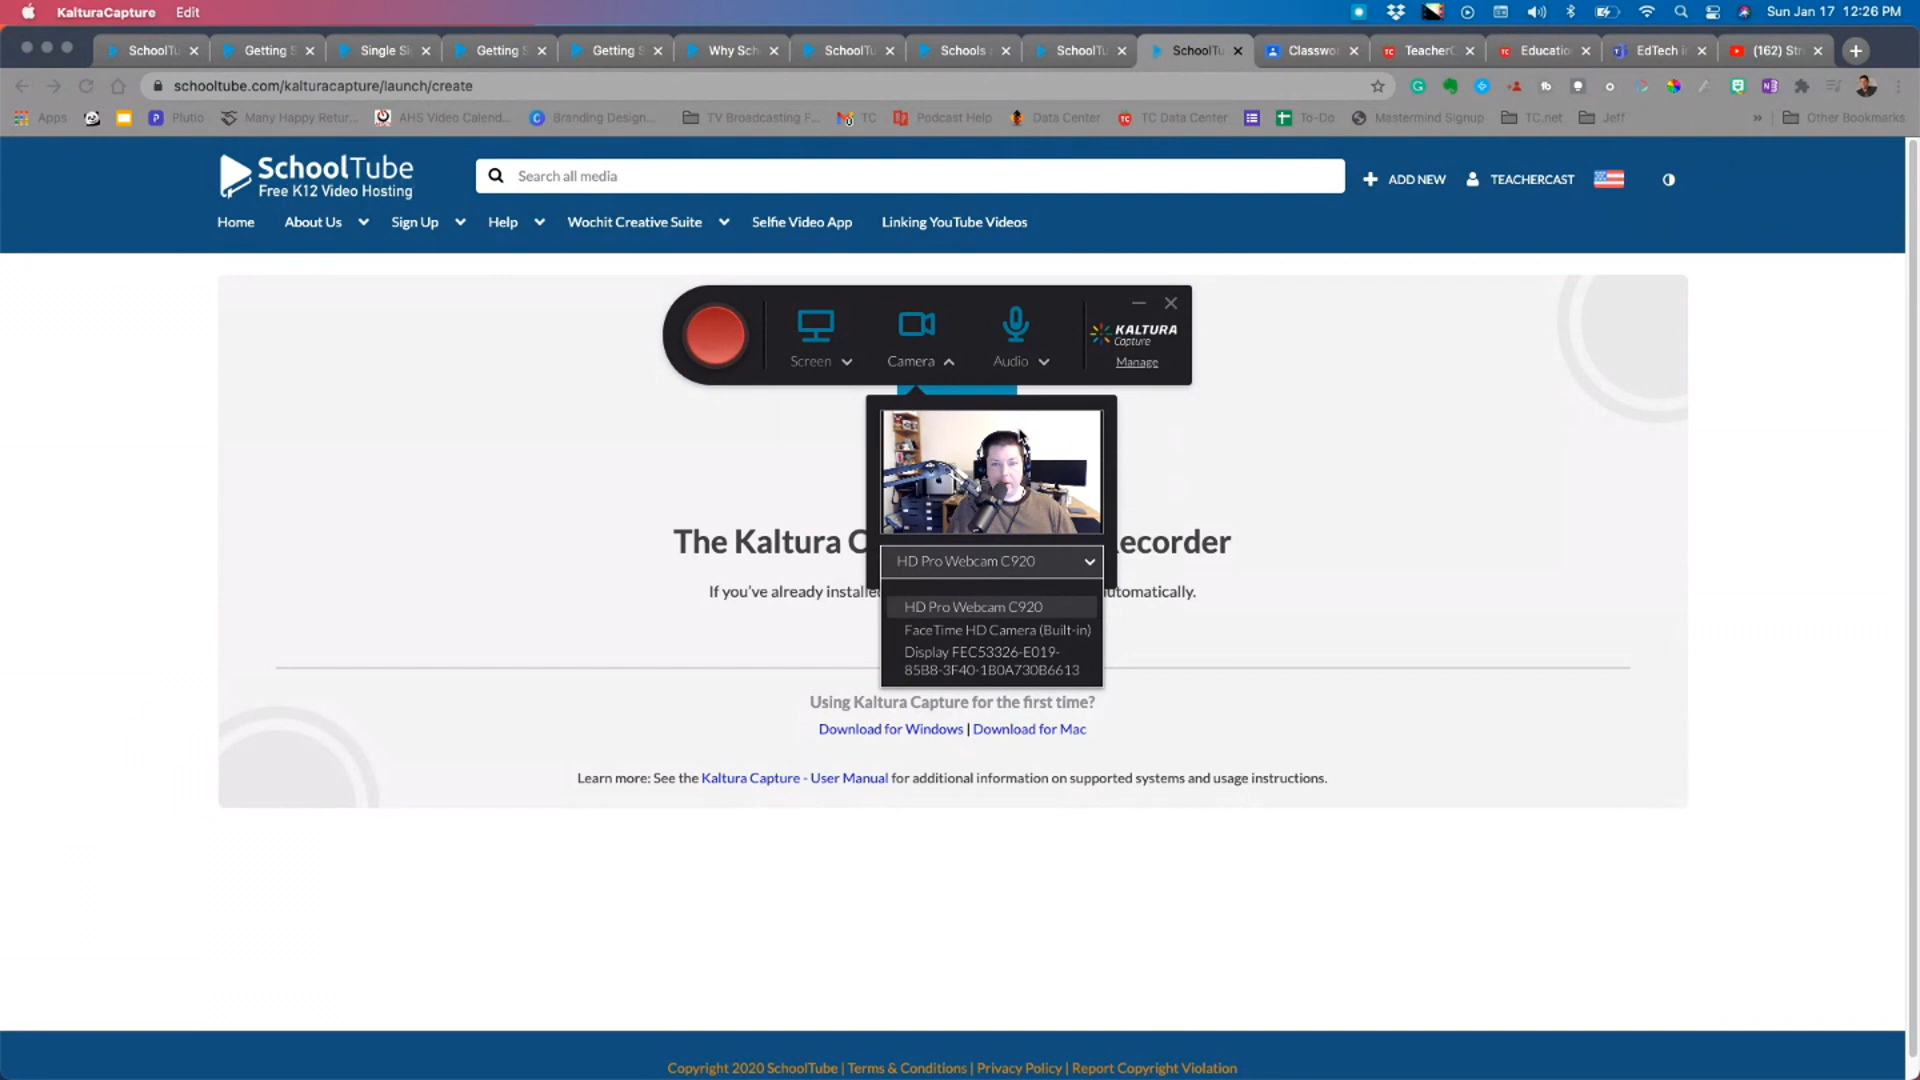 KalturaCapture Edit Sun Jan 17 12:26 PM
SchoolTu Getting S Single Si Getting S Getting S Why Sch SchoolTu Schools SchoolTu SchoolTu Classwo Teacher Educatio EdTech i (162) St
schooltube.com/kalturacapture/launch/create
Apps Plutio Many Happy Retur... AHS Video Calend... Branding Design... TV Broadcasting F... TC Podcast Help Data Center TC Data Center To-Do Mastermind Signup TC.net Jeff » Other Bookmarks
SchoolTube
Free K12 Video Hosting
Search all media
ADD NEW TEACHERCAST
Home About Us Sign Up Help Wochit Creative Suite Selfie Video App Linking YouTube Videos
Screen Camera Audio
KALTURA
Capture
Manage
The Kaltura C ecorder
HD Pro Webcam C920
If you've already installe utomatically.
HD Pro Webcam C920
FaceTime HD Camera (Built-in)
Display FEC53326-E019-
85B8-3F40-1B0A730B6613
Using Kaltura Capture for the first time?
Download for Windows | Download for Mac
Learn more: See the Kaltura Capture - User Manual for additional information on supported systems and usage instructions.
Copyright 2020 SchoolTube | Terms & Conditions | Privacy Policy | Report Copyright Violation